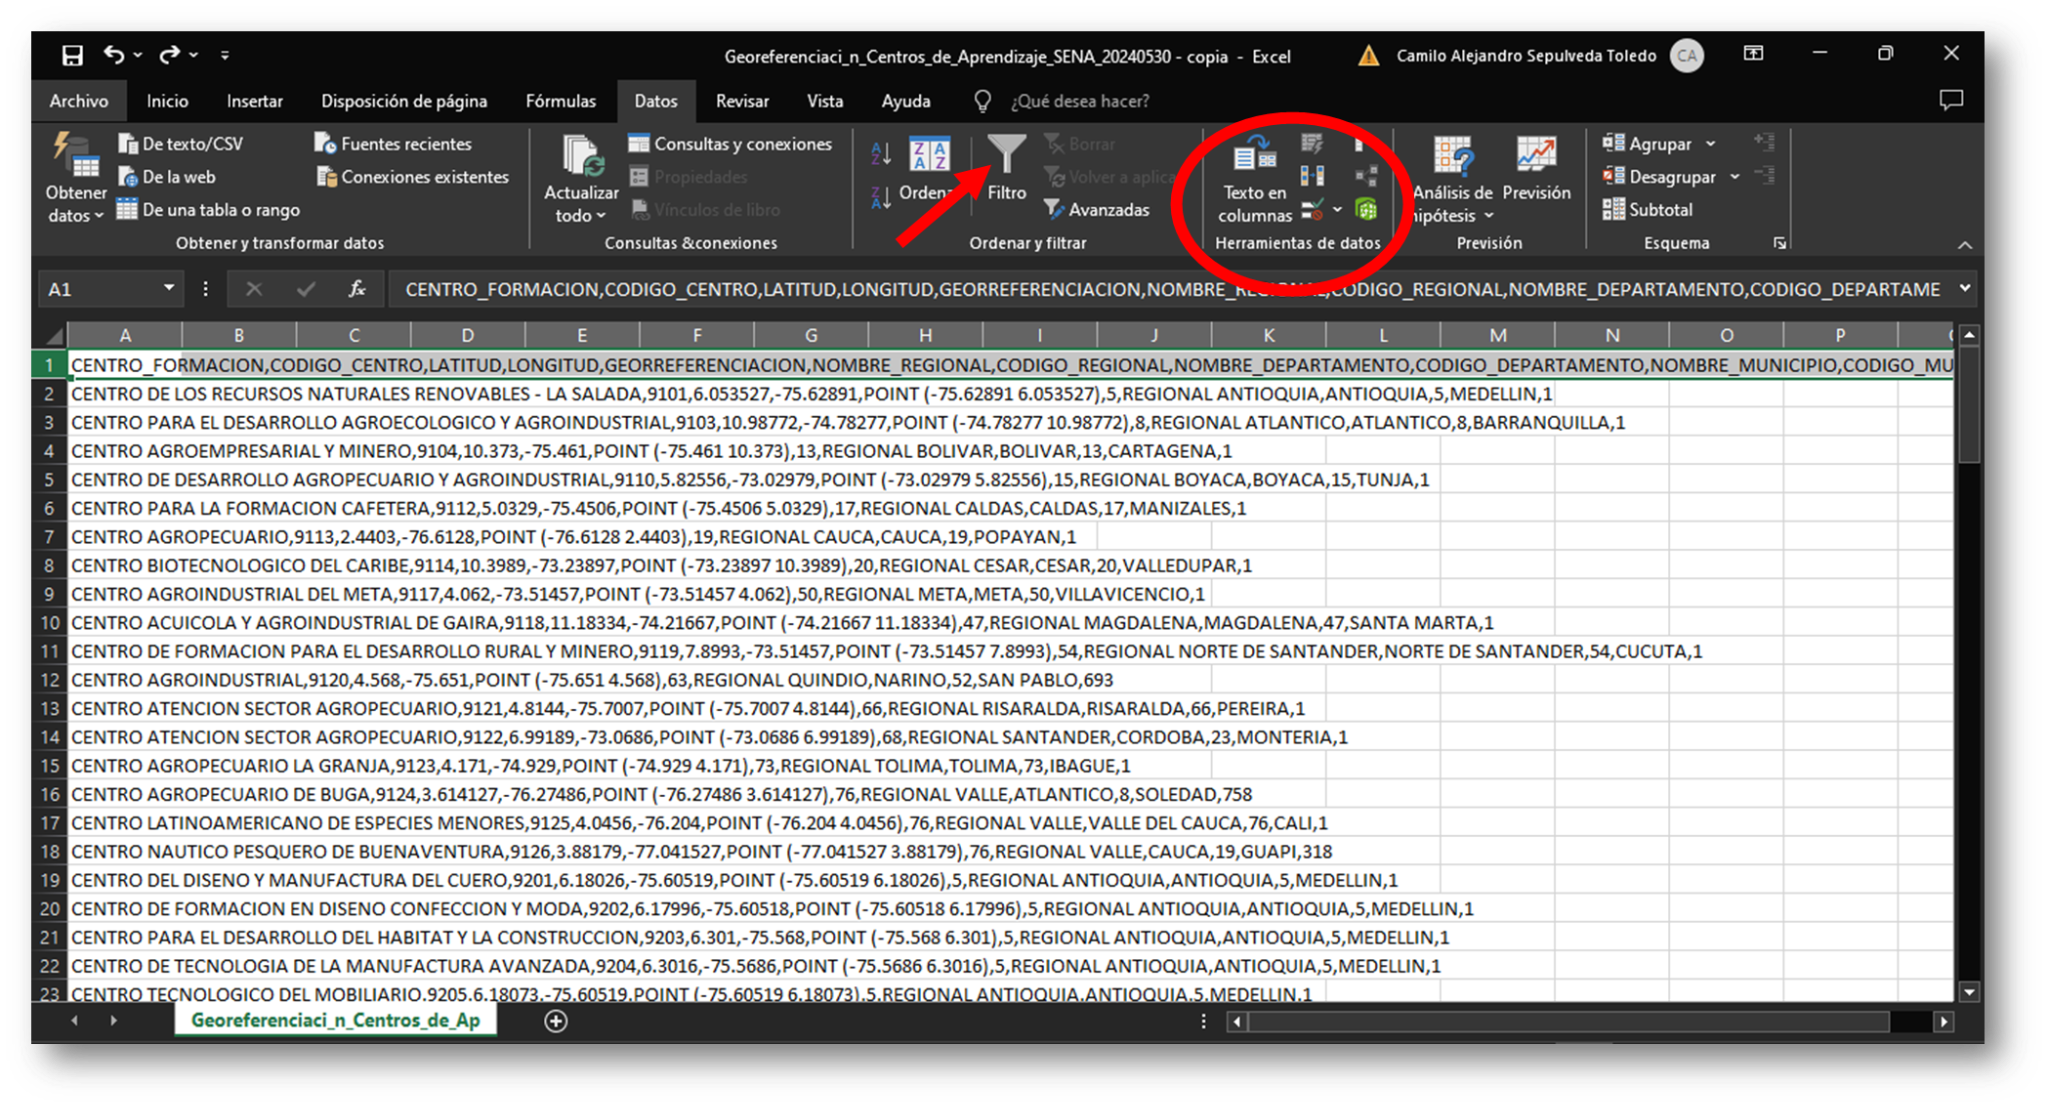 Georeferenciaci_n_Centros_de_Aprendizaje_SENA_20240530 - copia - Excel
Camilo Alejandro Sepulveda Toledo
CA
Archivo Inicio Insertar Disposición de página Fórmulas Datos Revisar Vista Ayuda ¿Qué desea hacer?
Obtener datos
De texto/CSV
De la web
De una tabla o rango
Fuentes recientes
Conexiones existentes
Obtener y transformar datos
Actualizar todo
Consultas y conexiones
Propiedades
Vínculos de libro
Consultas &conexiones
Filtro
Borrar
Avanzadas
Ordenar y filtrar
Texto en columnas
Herramientas de datos
Análisis de
Previsión
Previsión
Agrupar
Desagrupar
Subtotal
Esquema
A1
fx
CENTRO_FORMACION,CODIGO_CENTRO,LATITUD,LONGITUD,GEORREFERENCIACION,NOMBRE_REGIONAL,CODIGO_REGIONAL,NOMBRE_DEPARTAMENTO,CODIGO_DEPARTAME
A B C D E F G H I J K L M N O P
1 CENTRO_FORMACION,CODIGO_CENTRO,LATITUD,LONGITUD,GEORREFERENCIACION,NOMBRE_REGIONAL,CODIGO_REGIONAL,NOMBRE_DEPARTAMENTO,CODIGO_DEPARTAMENTO,NOMBRE_MUNICIPIO,CODIGO_MU
2 CENTRO DE LOS RECURSOS NATURALES RENOVABLES - LA SALADA,9101,6.053527,-75.62891,POINT (-75.62891 6.053527),5,REGIONAL ANTIOQUIA,ANTIOQUIA,5,MEDELLIN,1
3 CENTRO PARA EL DESARROLLO AGROECOLOGICO Y AGROINDUSTRIAL,9103,10.98772,-74.78277,POINT (-74.78277 10.98772),8,REGIONAL ATLANTICO,ATLANTICO,8,BARRANQUILLA,1
4 CENTRO AGROEMPRESARIAL Y MINERO,9104,10.373,-75.461,POINT (-75.461 10.373),13,REGIONAL BOLIVAR,BOLIVAR,13,CARTAGENA,1
5 CENTRO DE DESARROLLO AGROPECUARIO Y AGROINDUSTRIAL,9110,5.82556,-73.02979,POINT (-73.02979 5.82556),15,REGIONAL BOYACA,BOYACA,15,TUNJA,1
6 CENTRO PARA LA FORMACION CAFETERA,9112,5.0329,-75.4506,POINT (-75.4506 5.0329),17,REGIONAL CALDAS,CALDAS,17,MANIZALES,1
7 CENTRO AGROPECUARIO,9113,2.4403,-76.6128,POINT (-76.6128 2.4403),19,REGIONAL CAUCA,CAUCA,19,POPAYAN,1
8 CENTRO BIOTECNOLOGICO DEL CARIBE,9114,10.3989,-73.23897,POINT (-73.23897 10.3989),20,REGIONAL CESAR,CESAR,20,VALLEDUPAR,1
9 CENTRO AGROINDUSTRIAL DEL META,9117,4.062,-73.51457,POINT (-73.51457 4.062),50,REGIONAL META,META,50,VILLAVICENCIO,1
10 CENTRO ACUICOLA Y AGROINDUSTRIAL DE GAIRA,9118,11.18334,-74.21667,POINT (-74.21667 11.18334),47,REGIONAL MAGDALENA,MAGDALENA,47,SANTA MARTA,1
11 CENTRO DE FORMACION PARA EL DESARROLLO RURAL Y MINERO,9119,7.8993,-73.51457,POINT (-73.51457 7.8993),54,REGIONAL NORTE DE SANTANDER,NORTE DE SANTANDER,54,CUCUTA,1
12 CENTRO AGROINDUSTRIAL,9120,4.568,-75.651,POINT (-75.651 4.568),63,REGIONAL QUINDIO,NARINO,52,SAN PABLO,693
13 CENTRO ATENCION SECTOR AGROPECUARIO,9121,4.8144,-75.7007,POINT (-75.7007 4.8144),66,REGIONAL RISARALDA,RISARALDA,66,PEREIRA,1
14 CENTRO ATENCION SECTOR AGROPECUARIO,9122,6.99189,-73.0686,POINT (-73.0686 6.99189),68,REGIONAL SANTANDER,CORDOBA,23,MONTERIA,1
15 CENTRO AGROPECUARIO LA GRANJA,9123,4.171,-74.929,POINT (-74.929 4.171),73,REGIONAL TOLIMA,TOLIMA,73,IBAGUE,1
16 CENTRO AGROPECUARIO DE BUGA,9124,3.614127,-76.27486,POINT (-76.27486 3.614127),76,REGIONAL VALLE,ATLANTICO,8,SOLEDAD,758
17 CENTRO LATINOAMERICANO DE ESPECIES MENORES,9125,4.0456,-76.204,POINT (-76.204 4.0456),76,REGIONAL VALLE,VALLE DEL CAUCA,76,CALI,1
18 CENTRO NAUTICO PESQUERO DE BUENAVENTURA,9126,3.88179,-77.041527,POINT (-77.041527 3.88179),76,REGIONAL VALLE,CAUCA,19,GUAPI,318
19 CENTRO DEL DISENO Y MANUFACTURA DEL CUERO,9201,6.18026,-75.60519,POINT (-75.60519 6.18026),5,REGIONAL ANTIOQUIA,ANTIOQUIA,5,MEDELLIN,1
20 CENTRO DE FORMACION EN DISENO CONFECCION Y MODA,9202,6.17996,-75.60518,POINT (-75.60518 6.17996),5,REGIONAL ANTIOQUIA,ANTIOQUIA,5,MEDELLIN,1
21 CENTRO PARA EL DESARROLLO DEL HABITAT Y LA CONSTRUCCION,9203,6.301,-75.568,POINT (-75.568 6.301),5,REGIONAL ANTIOQUIA,ANTIOQUIA,5,MEDELLIN,1
22 CENTRO DE TECNOLOGIA DE LA MANUFACTURA AVANZADA,9204,6.3016,-75.5686,POINT (-75.5686 6.3016),5,REGIONAL ANTIOQUIA,ANTIOQUIA,5,MEDELLIN,1
23 CENTRO TECNOLOGICO DEL MOBILIARIO,9205,6.18073,-75.60519,POINT (-75.60519 6.18073),5,REGIONAL ANTIOQUIA,ANTIOQUIA,5,MEDELLIN,1
Georeferenciaci_n_Centros_de_Ap